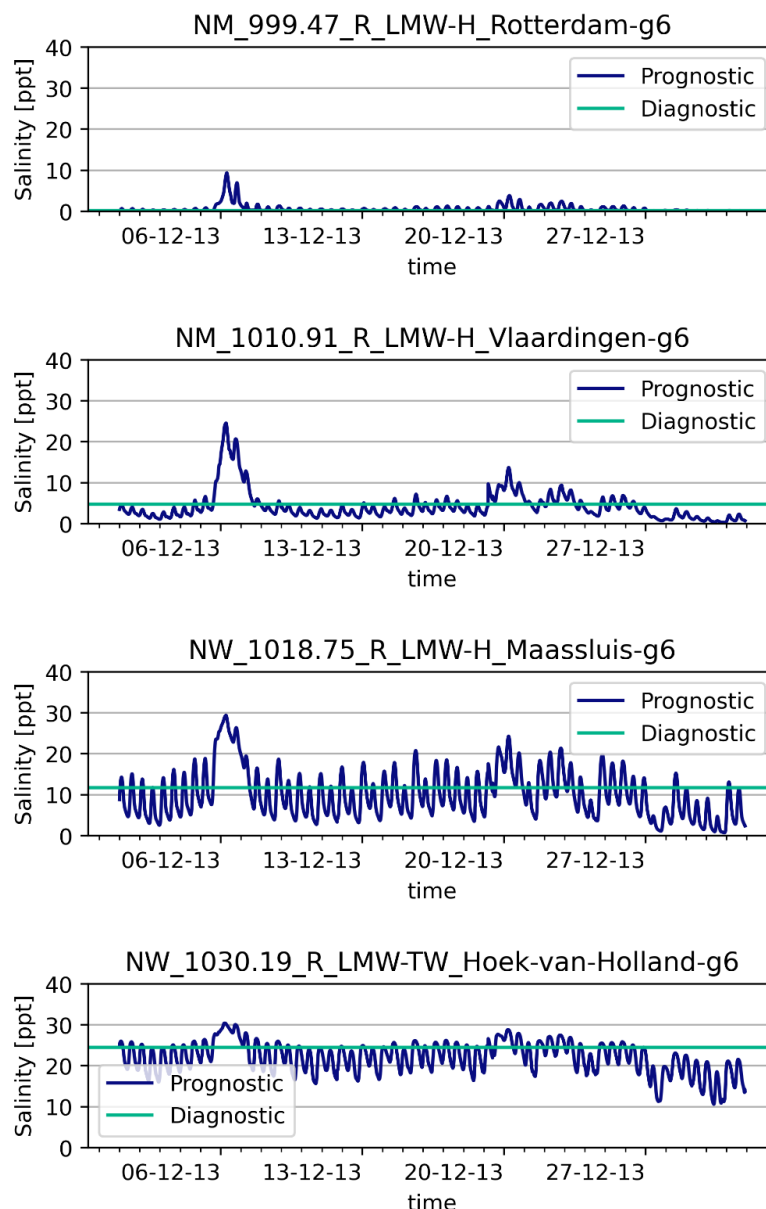 NM_999.47_R_LMW-H_Rotterdam-g6
Salinity [ppt]
40
30
20
10
0
Prognostic
Diagnostic
06-12-13 13-12-13 20-12-13 27-12-13
time
NM_1010.91_R_LMW-H_Vlaardingen-g6
Salinity [ppt]
40
30
20
10
0
Prognostic
Diagnostic
06-12-13 13-12-13 20-12-13 27-12-13
time
NW_1018.75_R_LMW-H_Maassluis-g6
Salinity [ppt]
40
30
20
10
0
Prognostic
Diagnostic
06-12-13 13-12-13 20-12-13 27-12-13
time
NW_1030.19_R_LMW-TW_Hoek-van-Holland-g6
Salinity [ppt]
40
30
20
10
0
Prognostic
Diagnostic
06-12-13 13-12-13 20-12-13 27-12-13
time